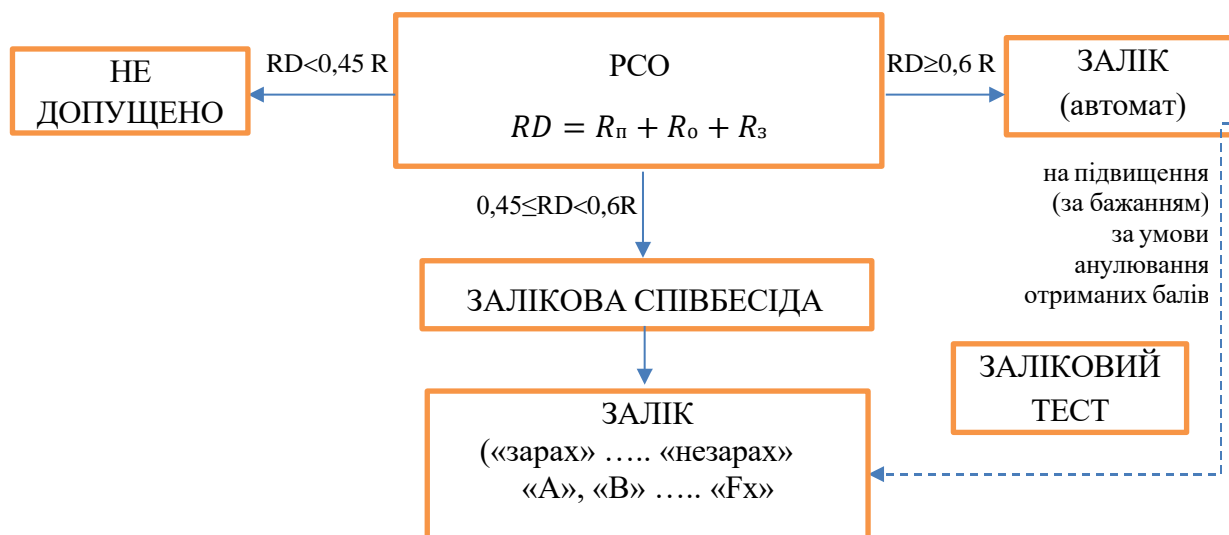 НЕ
ДОПУЩЕНО
RD<0,45 R
РСО
RD = Rп + Rо + Rз
RD≥0,6 R
ЗАЛІК
(автомат)
0,45≤RD<0,6R
на підвищення
(за бажанням)
за умови
анулювання
отриманих балів
ЗАЛІКОВА СПІВБЕСІДА
ЗАЛІКОВИЙ
ТЕСТ
ЗАЛІК
(«зарах» ….. «незарах»
«А», «В» ….. «Fx»